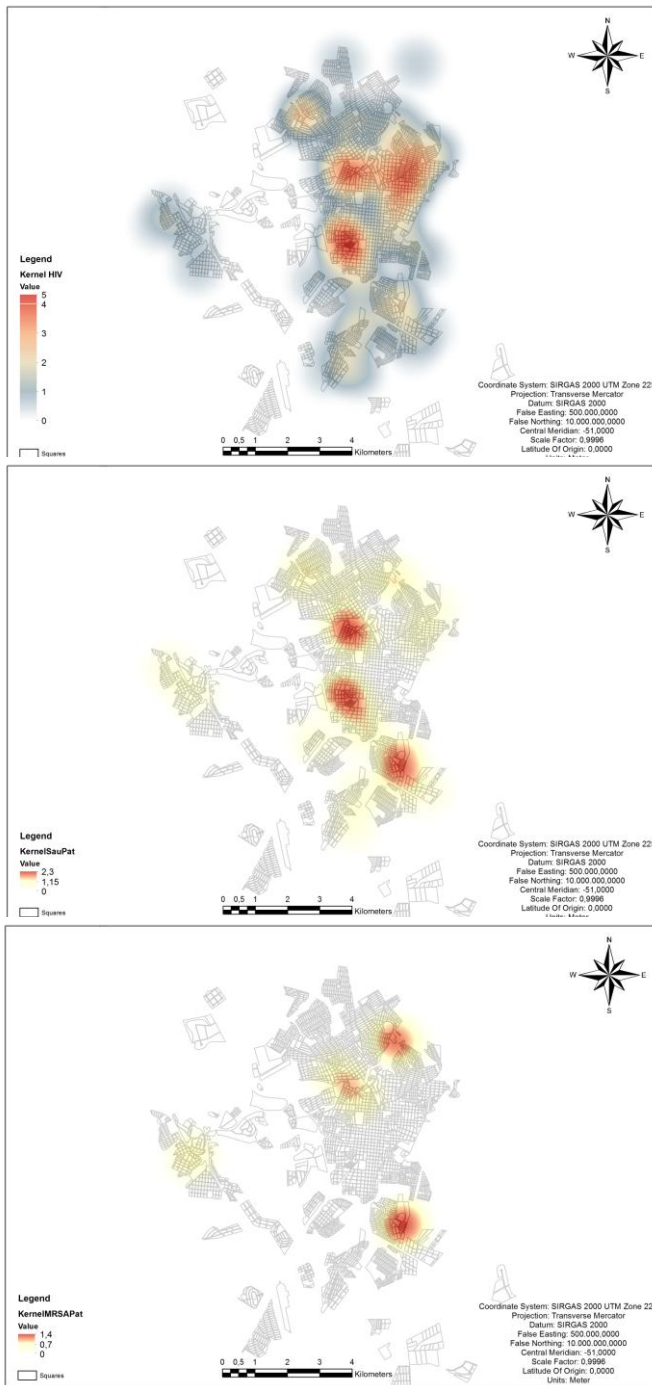 N
W
E
S
Legend
Kernel HIV
Value
5
4
3
2
1
0
Squares
0 0,5 1 2 3 4
Kilometers
Coordinate System: SIRGAS 2000 UTM Zone 22S
Projection: Transverse Mercator
Datum: SIRGAS 2000
False Easting: 500.000,0000
False Northing: 10.000.000,0000
Central Meridian: -51,0000
Scale Factor: 0,9996
Latitude Of Origin: 0,0000
Units: Meter
N
W
E
S
Legend
KernelSauPat
Value
2,3
1,15
0
Squares
0 0,5 1 2 3 4
Kilometers
Coordinate System: SIRGAS 2000 UTM Zone 22S
Projection: Transverse Mercator
Datum: SIRGAS 2000
False Easting: 500.000,0000
False Northing: 10.000.000,0000
Central Meridian: -51,0000
Scale Factor: 0,9996
Latitude Of Origin: 0,0000
Units: Meter
N
W
E
S
Legend
KernelMRSAPat
Value
1,4
0,7
0
Squares
0 0,5 1 2 3 4
Kilometers
Coordinate System: SIRGAS 2000 UTM Zone 22
Projection: Transverse Mercator
Datum: SIRGAS 2000
False Easting: 500.000,0000
False Northing: 10.000.000,0000
Central Meridian: -51,0000
Scale Factor: 0,9996
Latitude Of Origin: 0,0000
Units: Meter